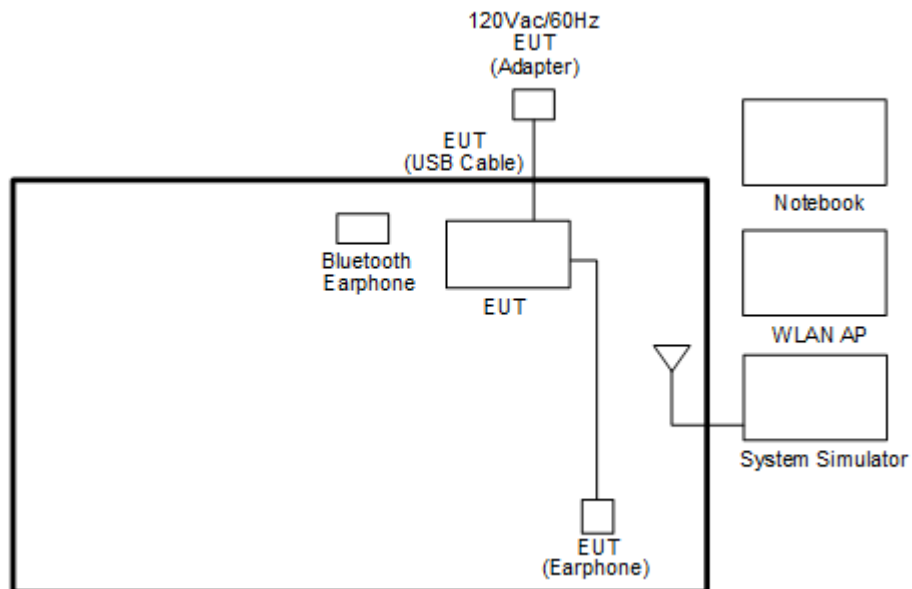 120Vac/60Hz
EUT
(Adapter)
EUT
(USB Cable)
Notebook
Bluetooth
Earphone
EUT
WLAN AP
System Simulator
EUT
(Earphone)